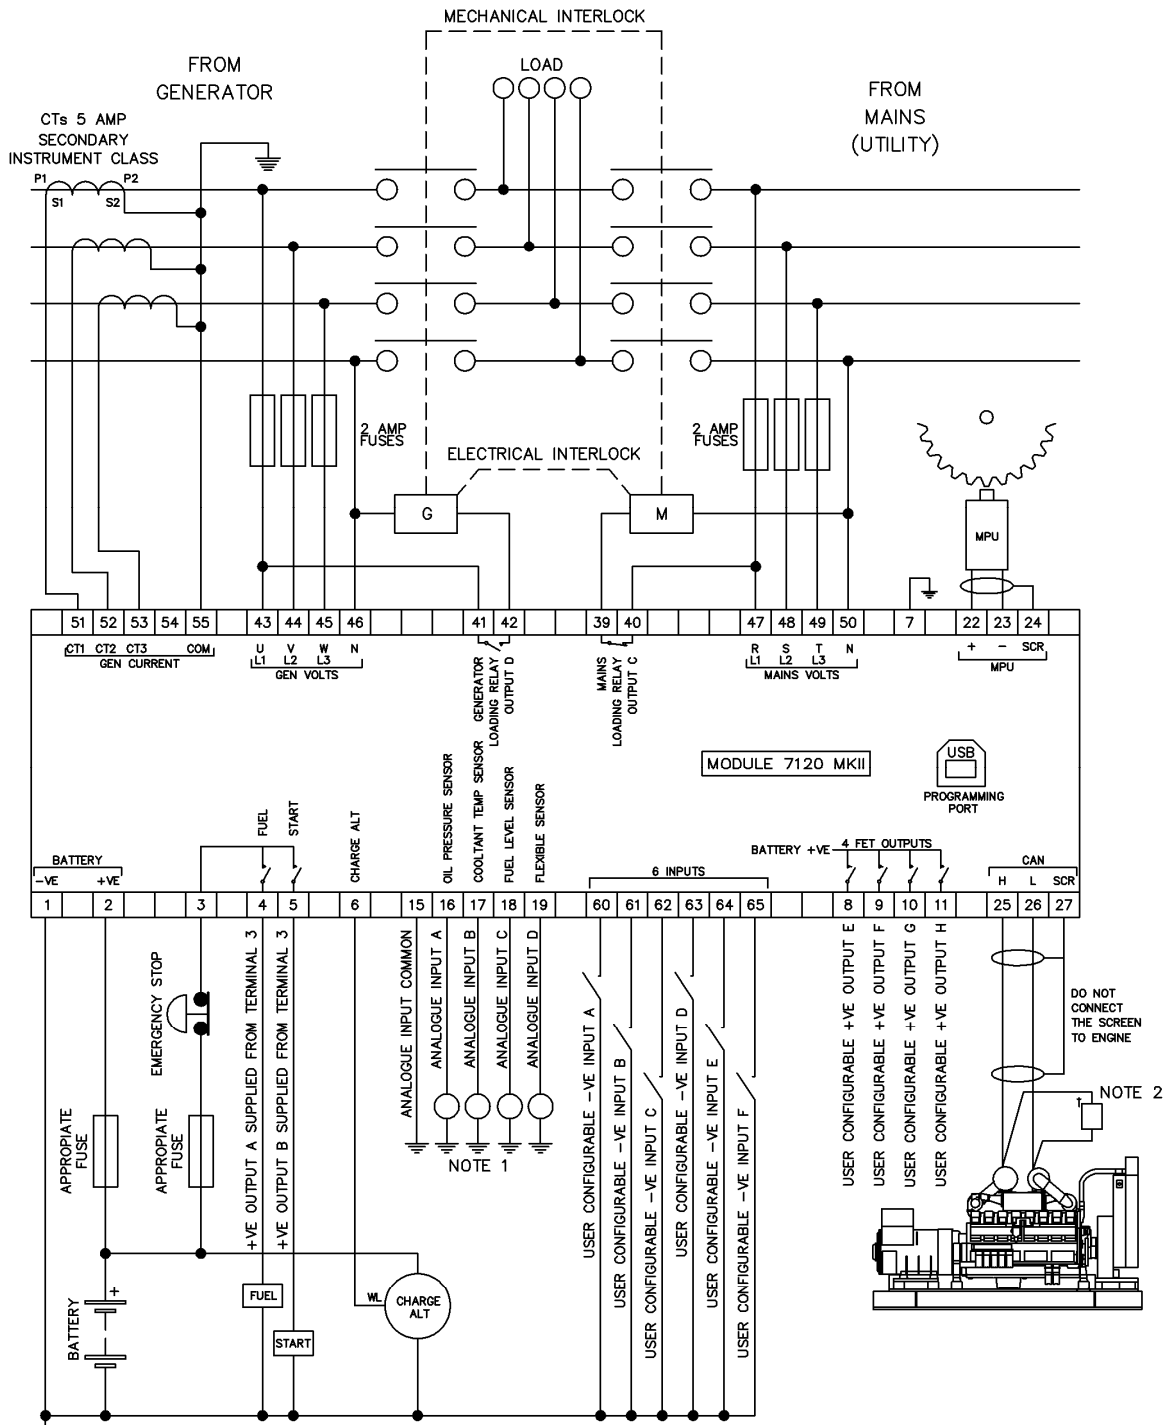 MECHANICAL INTERLOCK
FROM
GENERATOR
LOAD
FROM
MAINS
(UTILITY)
CTs 5 AMP
SECONDARY
INSTRUMENT CLASS
P1
P2
S1
S2
2 AMP
FUSES
2 AMP
FUSES
ELECTRICAL INTERLOCK
G
M
MPU
51 52 53 54 55 43 44 45 46 41 42 39 40 47 48 49 50 7 22 23 24
CT1 CT2 CT3 COM
GEN CURRENT
U V W N
L1 L2 L3
GEN VOLTS
GENERATOR
LOADING RELAY
OUTPUT D
MAINS
LOADING RELAY
OUTPUT C
R S T N
L1 L2 L3
MAINS VOLTS
+ − SCR
MPU
MODULE 7120 MKII
USB
PROGRAMMING
PORT
FUEL
START
CHARGE ALT
OIL PRESSURE SENSOR
COOLTANT TEMP SENSOR
FUEL LEVEL SENSOR
FLEXIBLE SENSOR
BATTERY +VE
4 FET OUTPUTS
BATTERY
−VE +VE
6 INPUTS
CAN
H L SCR
1 2 3 4 5 6 15 16 17 18 19 60 61 62 63 64 65 8 9 10 11 25 26 27
EMERGENCY STOP
+VE OUTPUT A SUPPLIED FROM TERMINAL 3
+VE OUTPUT B SUPPLIED FROM TERMINAL 3
ANALOGUE INPUT COMMON
ANALOGUE INPUT A
ANALOGUE INPUT B
ANALOGUE INPUT C
ANALOGUE INPUT D
USER CONFIGURABLE −VE INPUT A
USER CONFIGURABLE −VE INPUT B
USER CONFIGURABLE −VE INPUT C
USER CONFIGURABLE −VE INPUT D
USER CONFIGURABLE −VE INPUT E
USER CONFIGURABLE −VE INPUT F
USER CONFIGURABLE +VE OUTPUT E
USER CONFIGURABLE +VE OUTPUT F
USER CONFIGURABLE +VE OUTPUT G
USER CONFIGURABLE +VE OUTPUT H
DO NOT
CONNECT
THE SCREEN
TO ENGINE
NOTE 2
APPROPIATE
FUSE
APPROPIATE
FUSE
NOTE 1
BATTERY
+
FUEL
START
WL
CHARGE
ALT